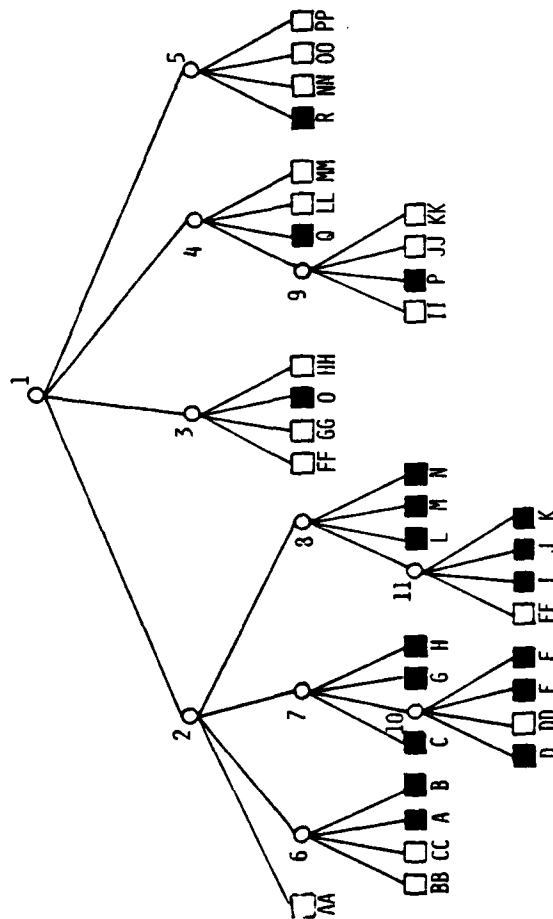 1
2 3 4 5
6 7 8 9
AA FF GG O HH Q LL MM R NN OO PP
10 11
BB CC A B C G H L M N II P JJ KK
D DD E F EE I J K